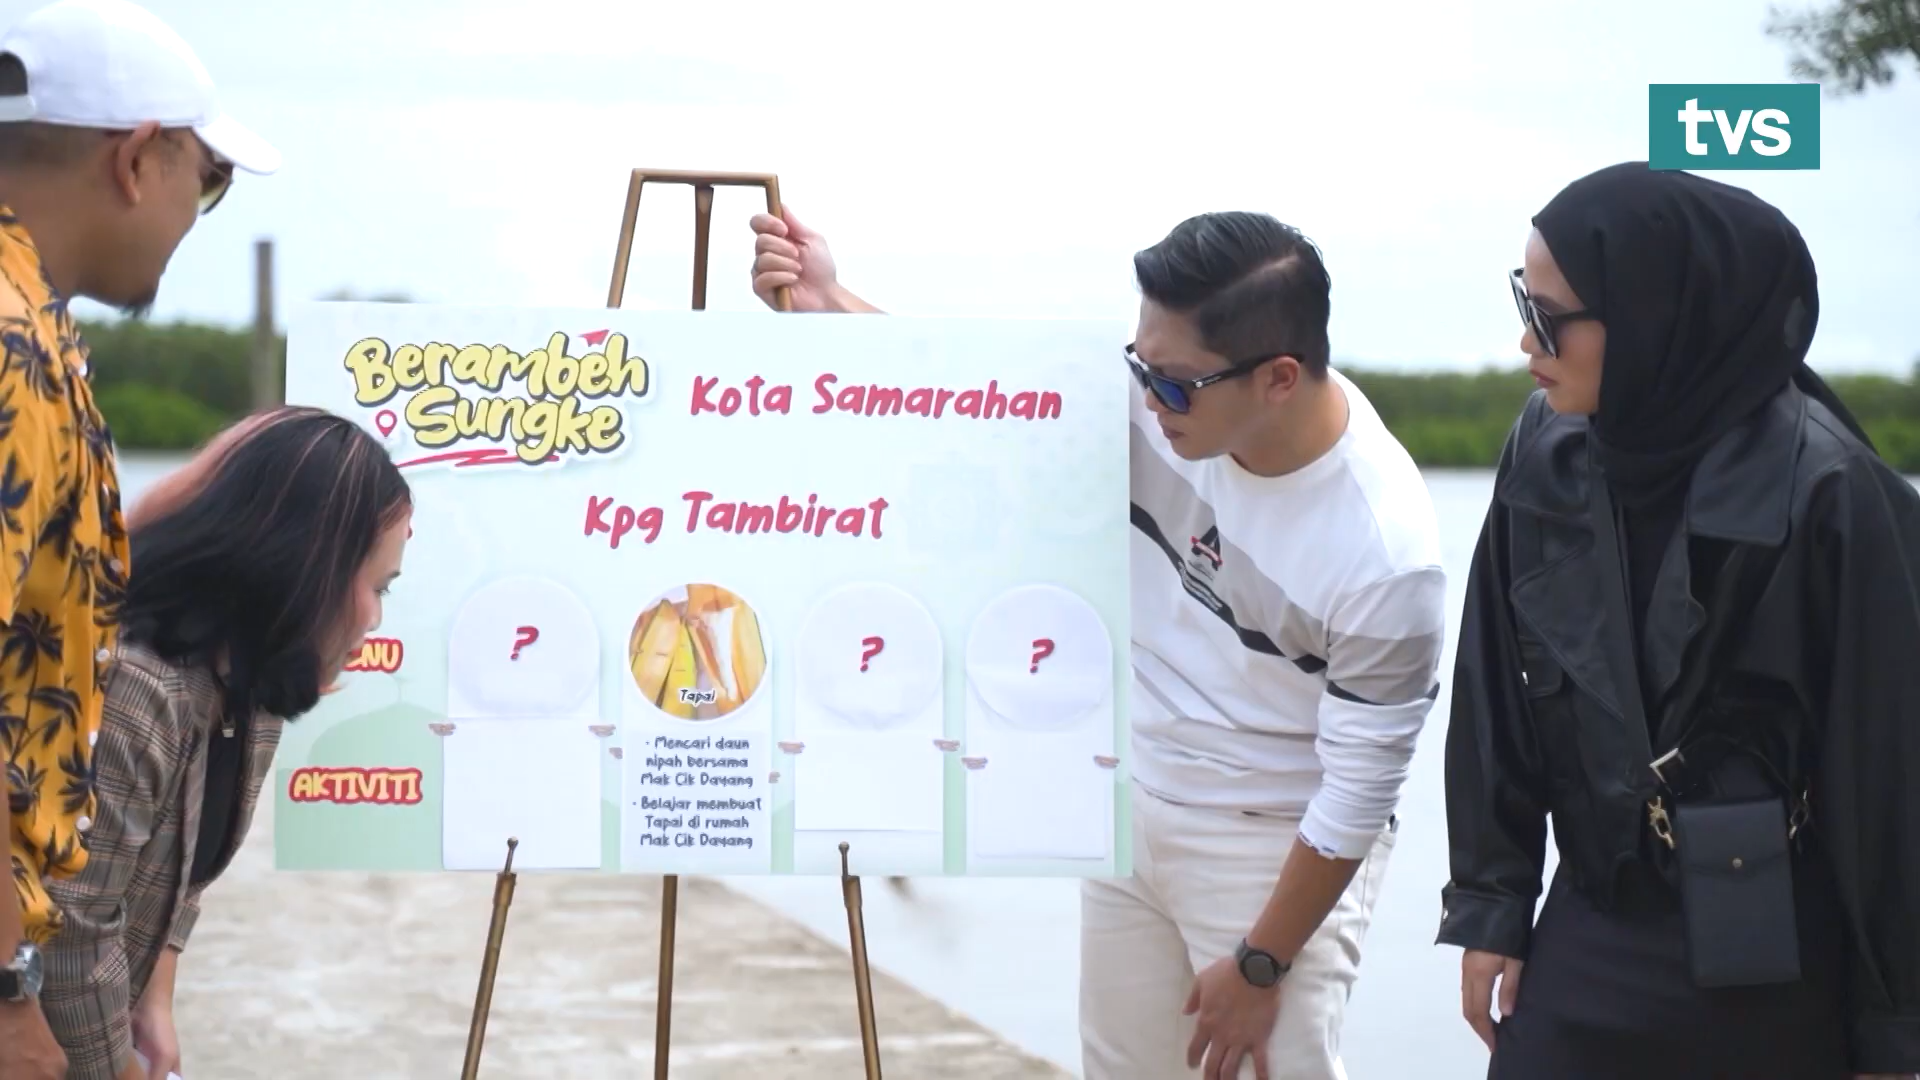 tvs
Berambeh
Sungke
Kota Samarahan
Kpg Tambirat
?
?
?
Tapai
AKTIVITI
• Mencari daun
nipah bersama
Mak Cik Dayang
• Belajar membuat
Tapai di rumah
Mak Cik Dayang